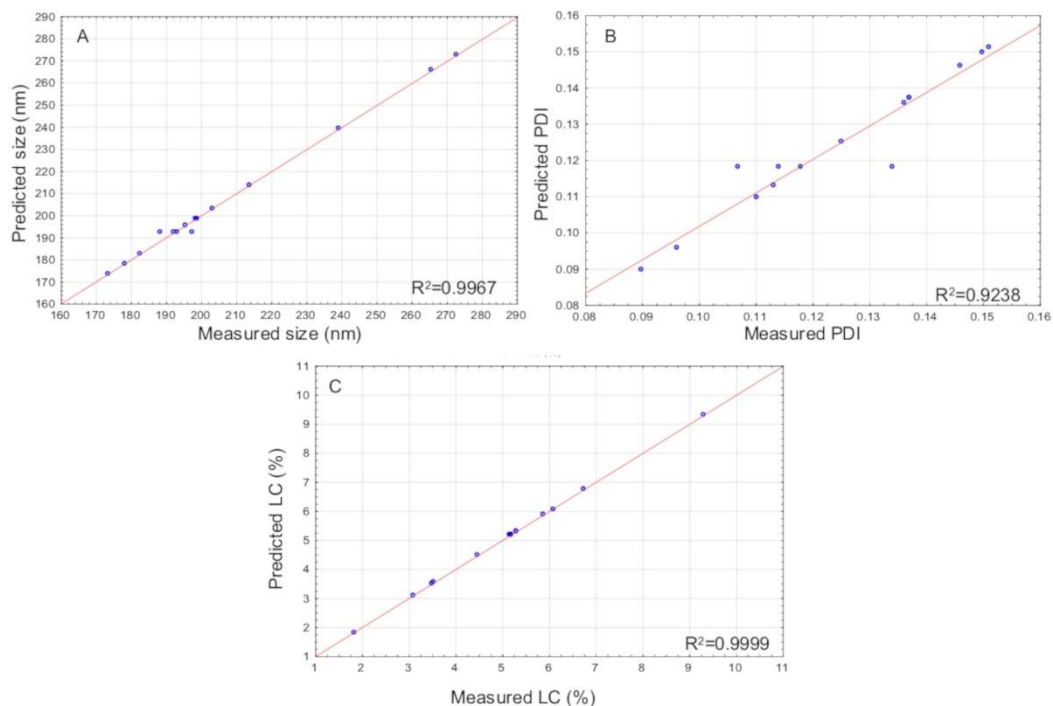 A
Predicted size (nm)
290
280
270
260
250
240
230
220
210
200
190
180
170
160
R²=0.9967
160 170 180 190 200 210 220 230 240 250 260 270 280 290
Measured size (nm)
B
Predicted PDI
0.16
0.15
0.14
0.13
0.12
0.11
0.10
0.09
0.08
R²=0.9238
0.08 0.09 0.10 0.11 0.12 0.13 0.14 0.15 0.16
Measured PDI
C
Predicted LC (%)
11
10
9
8
7
6
5
4
3
2
1
R²=0.9999
1 2 3 4 5 6 7 8 9 10 11
Measured LC (%)